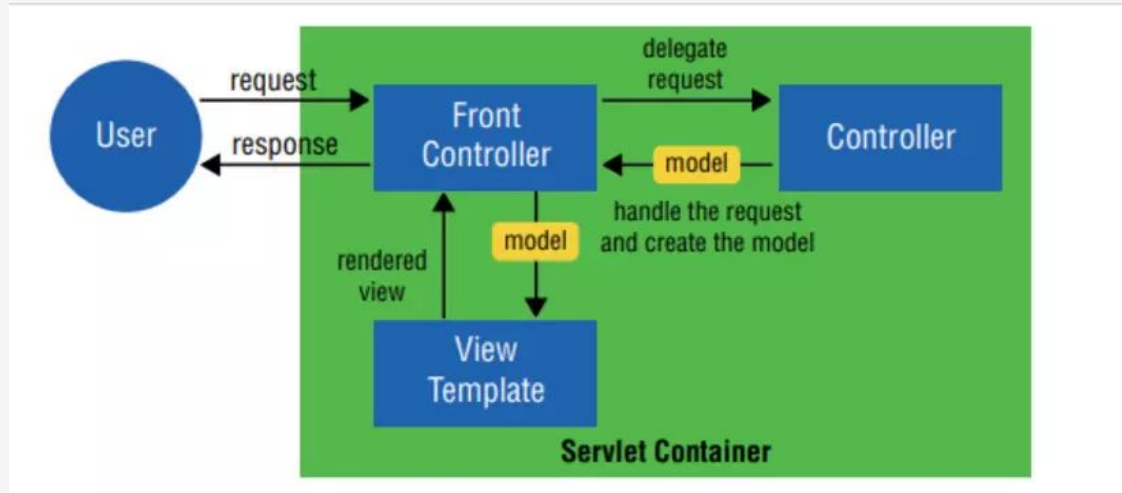 User
request
response
Front
Controller
delegate
request
Controller
model
handle the request
and create the model
model
rendered
view
View
Template
Servlet Container